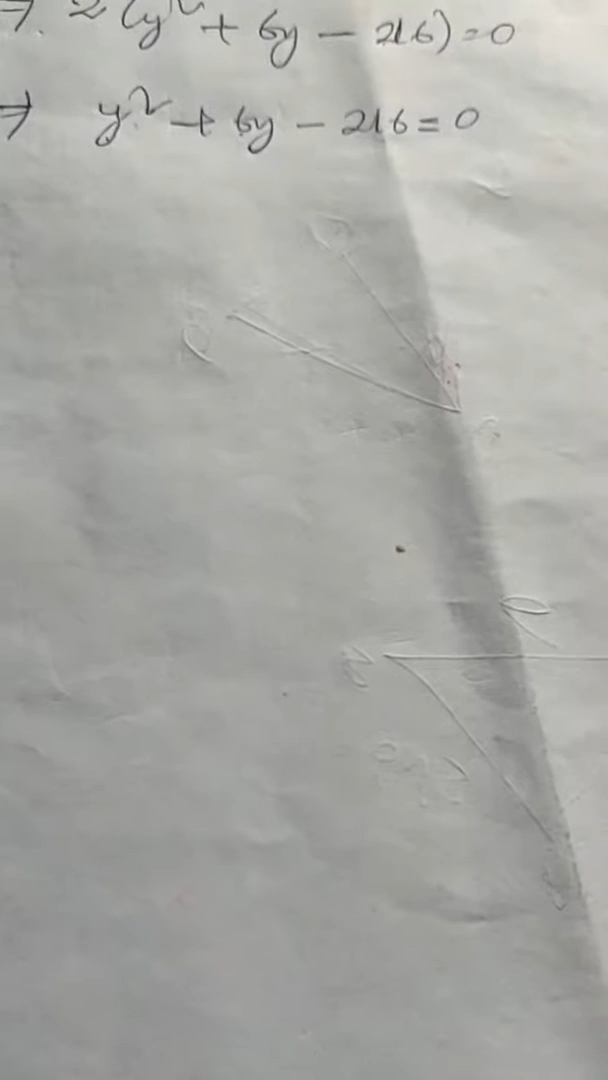 ⇒ 2(y² + 6y - 216) = 0
⇒ y² + 6y - 216 = 0